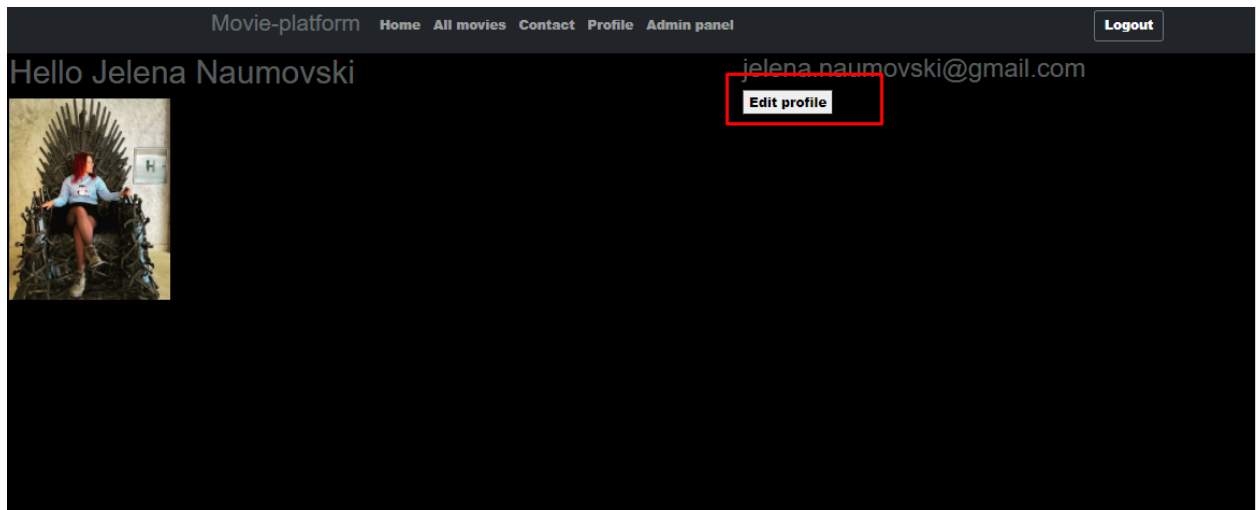 Movie-platform Home All movies Contact Profile Admin panel Logout
Hello Jelena Naumovski
jelena.naumovski@gmail.com
Edit profile
H